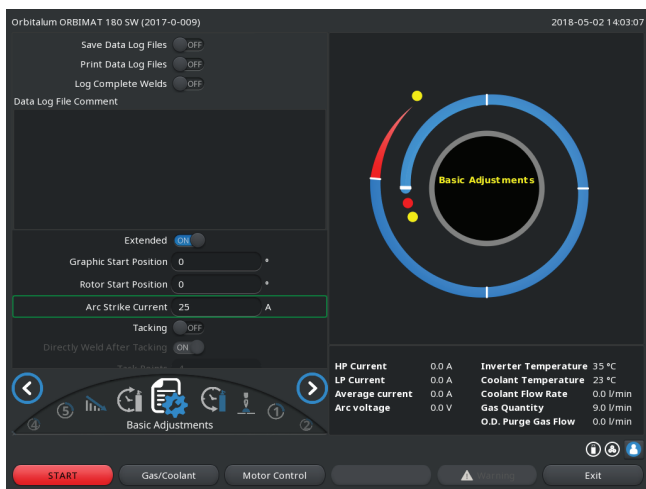 Orbitalum ORBIMAT 180 SW (2017-0-009)
2018-05-02 14:03:07
Save Data Log Files OFF
Print Data Log Files OFF
Log Complete Welds OFF
Data Log File Comment
Extended ON
Graphic Start Position 0 °
Rotor Start Position 0 °
Arc Strike Current 25 A
Tacking OFF
Directly Weld After Tacking ON
4 5 1 2
Basic Adjustments
Basic Adjustments
HP Current 0.0 A Inverter Temperature 35 °C
LP Current 0.0 A Coolant Temperature 23 °C
Average current 0.0 A Coolant Flow Rate 0.0 l/min
Arc voltage 0.0 V Gas Quantity 9.0 l/min
O.D. Purge Gas Flow 0.0 l/min
START Gas/Coolant Motor Control Warning Exit